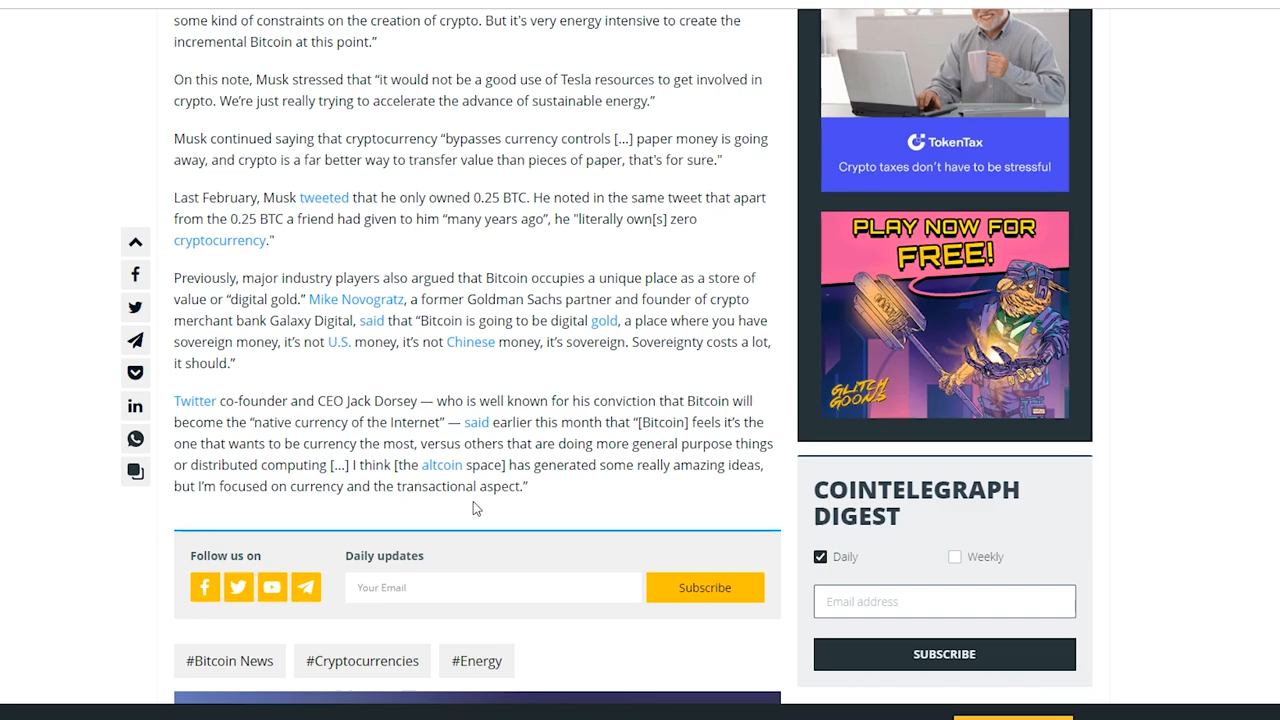 some kind of constraints on the creation of crypto. But it's very energy intensive to create the
incremental Bitcoin at this point.”
On this note, Musk stressed that “it would not be a good use of Tesla resources to get involved in
crypto. We’re just really trying to accelerate the advance of sustainable energy.”
Musk continued saying that cryptocurrency “bypasses currency controls [...] paper money is going
away, and crypto is a far better way to transfer value than pieces of paper, that's for sure."
Last February, Musk tweeted that he only owned 0.25 BTC. He noted in the same tweet that apart
from the 0.25 BTC a friend had given to him “many years ago”, he "literally own[s] zero
cryptocurrency."
Previously, major industry players also argued that Bitcoin occupies a unique place as a store of
value or “digital gold.” Mike Novogratz, a former Goldman Sachs partner and founder of crypto
merchant bank Galaxy Digital, said that “Bitcoin is going to be digital gold, a place where you have
sovereign money, it’s not U.S. money, it’s not Chinese money, it’s sovereign. Sovereignty costs a lot,
it should.”
Twitter co-founder and CEO Jack Dorsey — who is well known for his conviction that Bitcoin will
become the “native currency of the Internet” — said earlier this month that “[Bitcoin] feels it’s the
one that wants to be currency the most, versus others that are doing more general purpose things
or distributed computing [...] I think [the altcoin space] has generated some really amazing ideas,
but I’m focused on currency and the transactional aspect.”
Follow us on
Daily updates
Your Email
Subscribe
#Bitcoin News
#Cryptocurrencies
#Energy
TokenTax
Crypto taxes don’t have to be stressful
PLAY NOW FOR
FREE!
GLITCH
GOONS
COINTELEGRAPH
DIGEST
Daily
Weekly
Email address
SUBSCRIBE